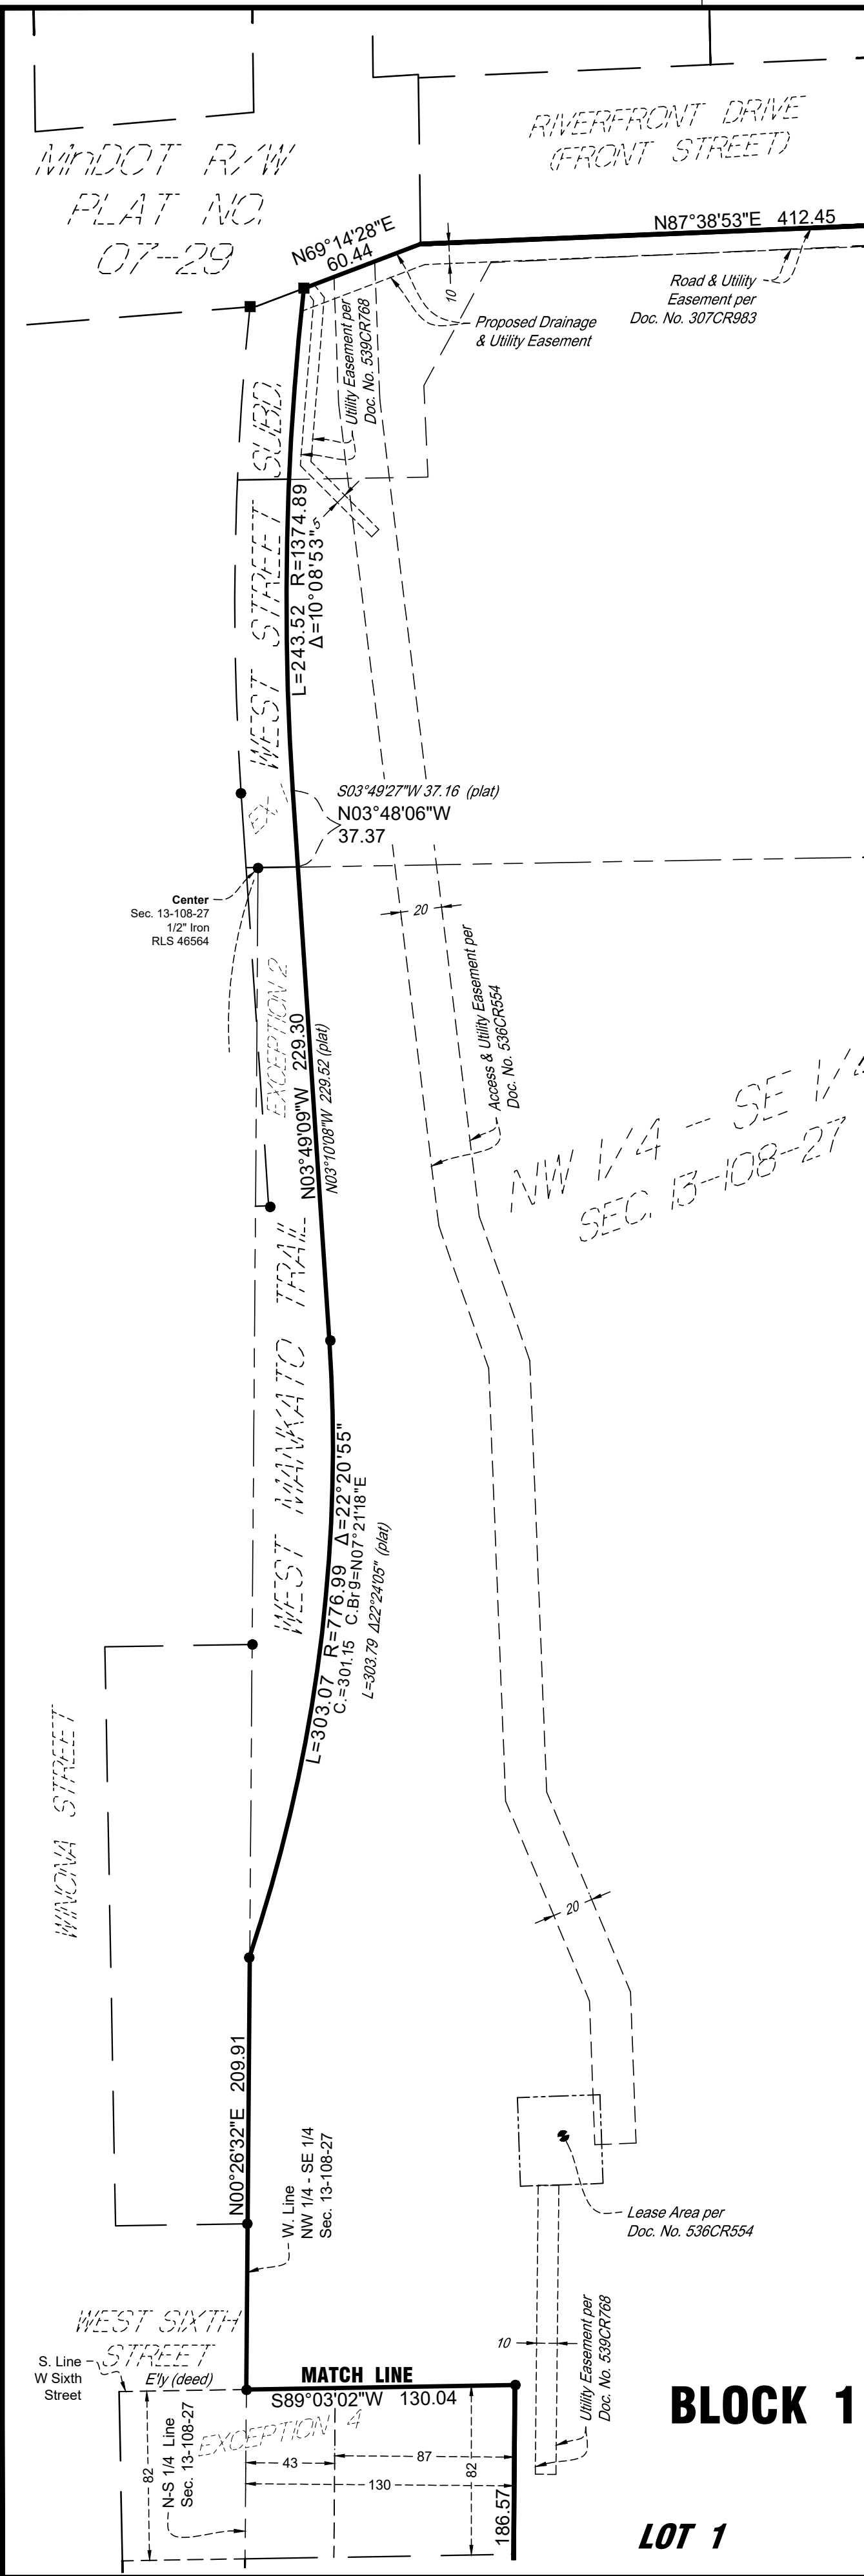 MnDOT R/W
PLAT NO.
07-29
RIVERFRONT DRIVE
(FRONT STREET)
N69°14'28"E
60.44
N87°38'53"E 412.45
10
Road & Utility
Easement per
Doc. No. 307CR983
Proposed Drainage
& Utility Easement
Utility Easement per
Doc. No. 539CR768
WEST STREET SUBD.
5
L=243.52 R=1374.89
Δ=10°08'53"
EX. 1
S03°49'27"W 37.16 (plat)
N03°48'06"W
37.37
Center
Sec. 13-108-27
1/2" Iron
RLS 46564
20
EXCEPTION 2
N03°49'09"W 229.30
N03°10'08"W 229.52 (plat)
Access & Utility Easement per
Doc. No. 536CR554
NW 1/4 - SE 1/4
SEC. 13-108-27
WEST MANKATO TRAIL
L=303.07 R=776.99 Δ=22°20'55"
C.=301.15 C.Brg=N07°21'18"E
L=303.79 Δ22°24'05" (plat)
WINONA STREET
20
N00°26'32"E 209.91
W. Line
NW 1/4 - SE 1/4
Sec. 13-108-27
Lease Area per
Doc. No. 536CR554
WEST SIXTH
STREET
S. Line
W Sixth
Street
E'ly (deed)
MATCH LINE
S89°03'02"W 130.04
EXCEPTION 4
10
Utility Easement per
Doc. No. 539CR768
BLOCK 1
82
N-S 1/4 Line
Sec. 13-108-27
43
87
130
82
186.57
LOT 1